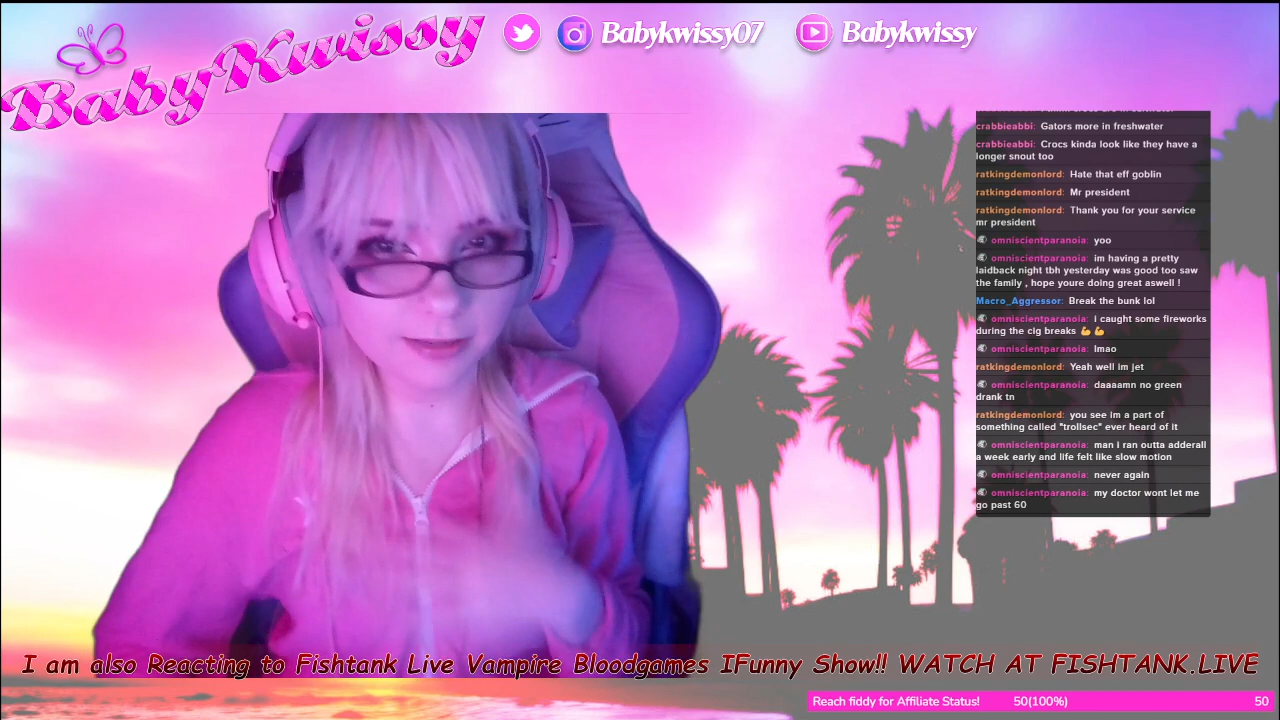 BabyKwissy
Babykwissy07
Babykwissy
crabbieabbi: Gators more in freshwater
crabbieabbi: Crocs kinda look like they have a
longer snout too
ratkingdemonlord: Hate that eff goblin
ratkingdemonlord: Mr president
ratkingdemonlord: Thank you for your service
mr president
omniscientparanoia: yoo
omniscientparanoia: im having a pretty
laidback night tbh yesterday was good too saw
the family , hope youre doing great aswell !
Macro_Aggressor: Break the bunk lol
omniscientparanoia: i caught some fireworks
during the cig breaks 💪 💪
omniscientparanoia: lmao
ratkingdemonlord: Yeah well im jet
omniscientparanoia: daaaamn no green
drank tn
ratkingdemonlord: you see im a part of
something called "trollsec" ever heard of it
omniscientparanoia: man i ran outta adderall
a week early and life felt like slow motion
omniscientparanoia: never again
omniscientparanoia: my doctor wont let me
go past 60
I am also Reacting to Fishtank Live Vampire Bloodgames IFunny Show!! WATCH AT FISHTANK.LIVE
Reach fiddy for Affiliate Status! 50(100%) 50